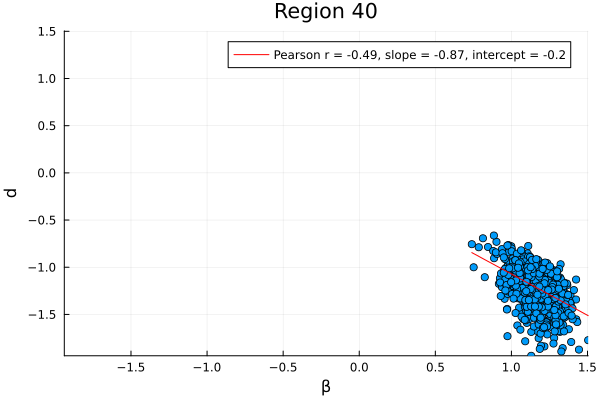 Region 40
Pearson r = -0.49, slope = -0.87, intercept = -0.2
1.5
1.0
0.5
0.0
−0.5
−1.0
−1.5
d
−1.5 −1.0 −0.5 0.0 0.5 1.0 1.5
β